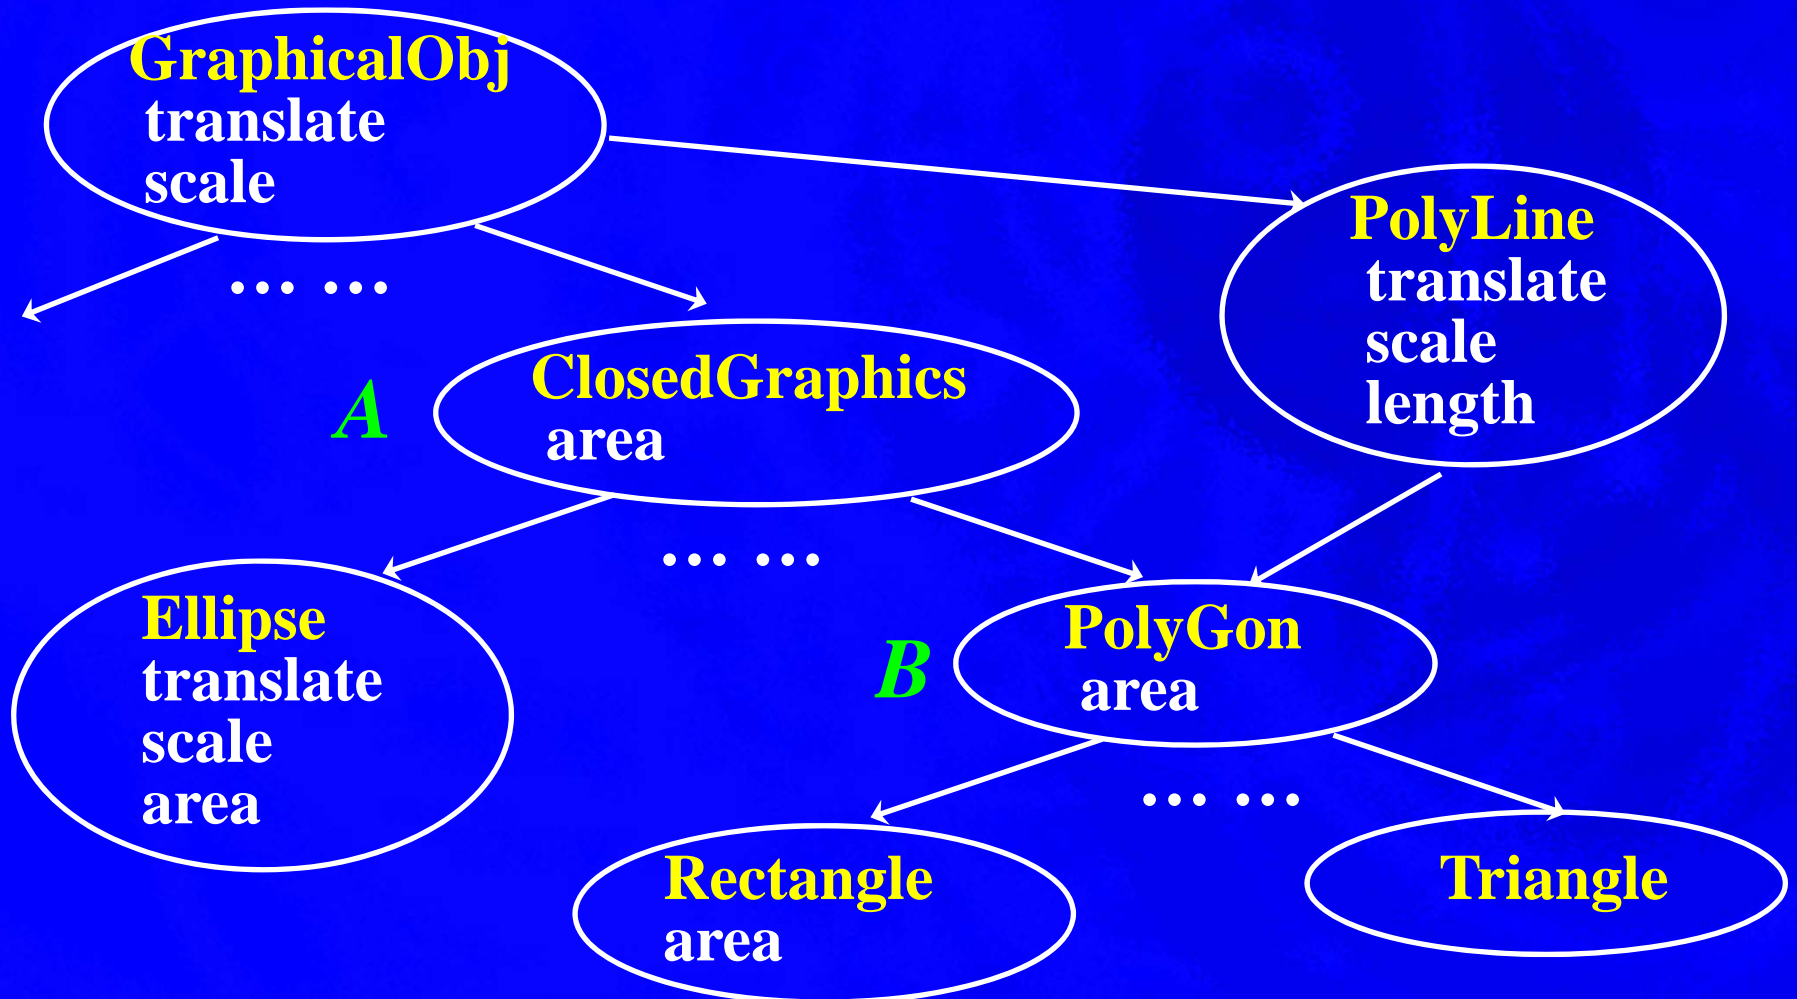 GraphicalObj
translate
scale
... ...
PolyLine
translate
scale
length
A
ClosedGraphics
area
... ...
Ellipse
translate
scale
area
B
PolyGon
area
... ...
Rectangle
area
Triangle